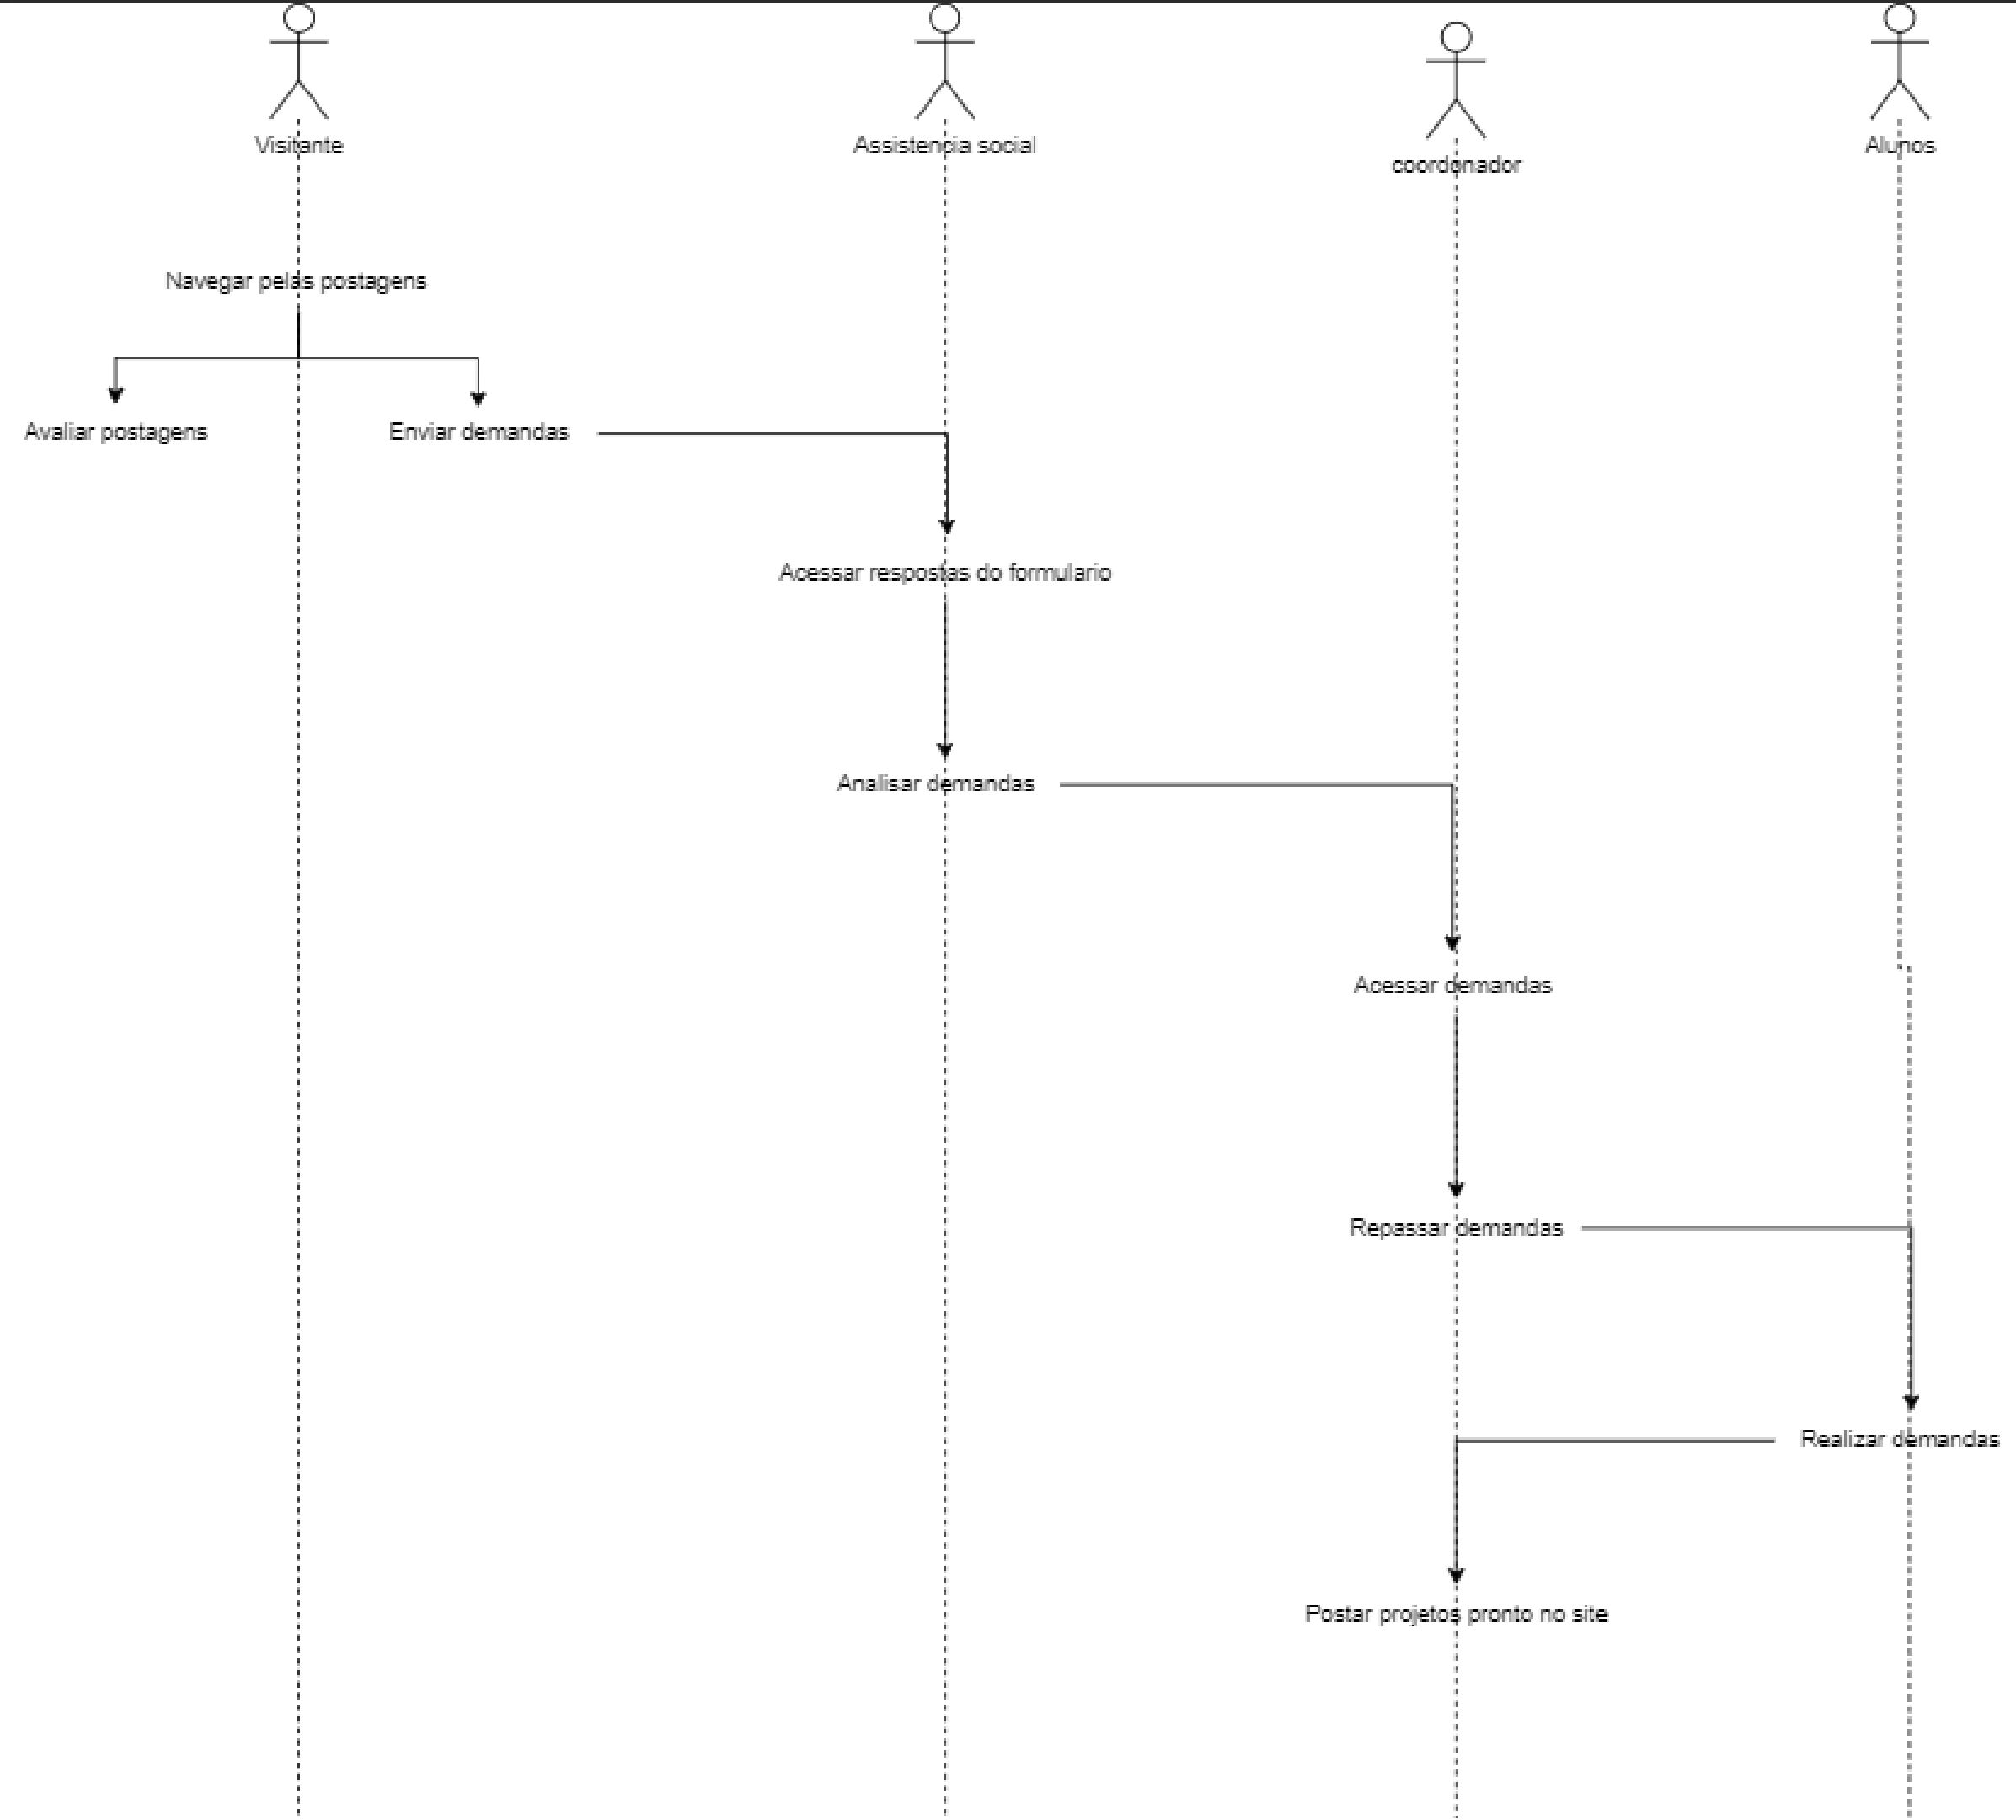 Visitante
Assistencia social
coordenador
Alunos
Navegar pelas postagens
Avaliar postagens
Enviar demandas
Acessar respostas do formulario
Analisar demandas
Acessar demandas
Repassar demandas
Realizar demandas
Postar projetos pronto no site